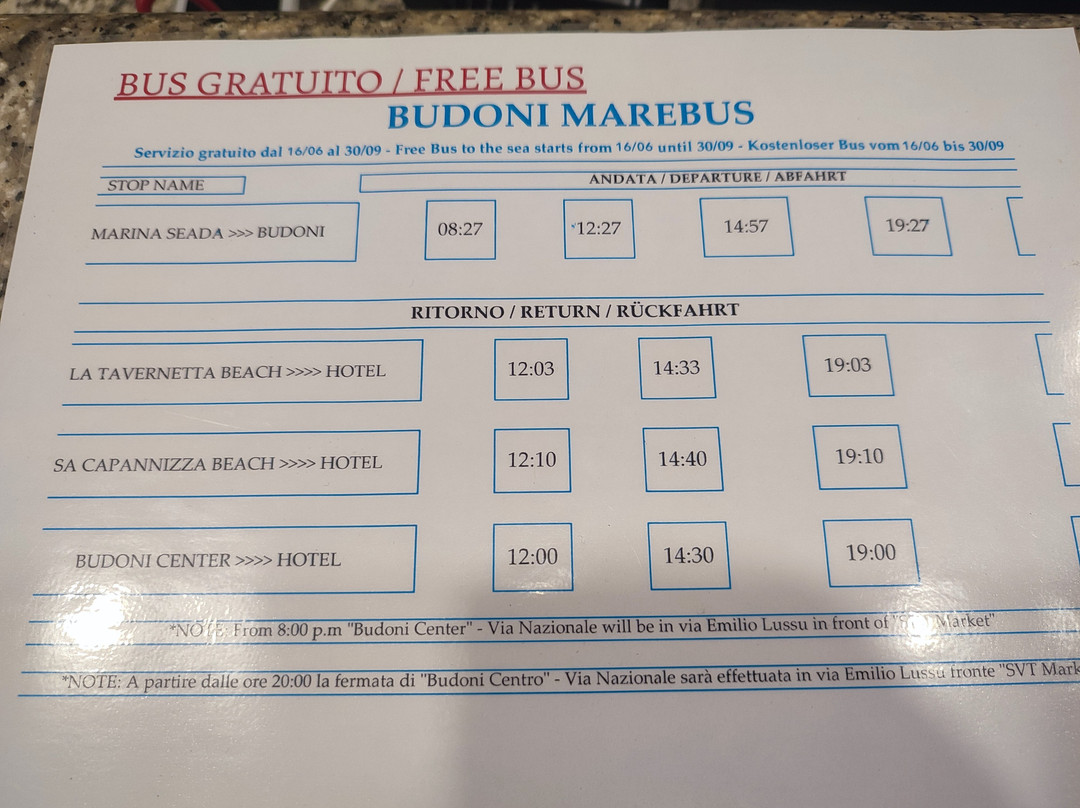 BUS GRATUITO / FREE BUS
BUDONI MAREBUS
Servizio gratuito dal 16/06 al 30/09 - Free Bus to the sea starts from 16/06 until 30/09 - Kostenloser Bus vom 16/06 bis 30/09
STOP NAME ANDATA / DEPARTURE / ABFAHRT
MARINA SEADA >>> BUDONI 08:27 12:27 14:57 19:27
RITORNO / RETURN / RÜCKFAHRT
LA TAVERNETTA BEACH >>>> HOTEL 12:03 14:33 19:03
SA CAPANNIZZA BEACH >>>> HOTEL 12:10 14:40 19:10
BUDONI CENTER >>>> HOTEL 12:00 14:30 19:00
*NOTE: From 8:00 p.m "Budoni Center" - Via Nazionale will be in via Emilio Lussu in front of Market"
*NOTE: A partire dalle ore 20:00 la fermata di "Budoni Centro" - Via Nazionale sarà effettuata in via Emilio Lussu fronte "SVT Mark